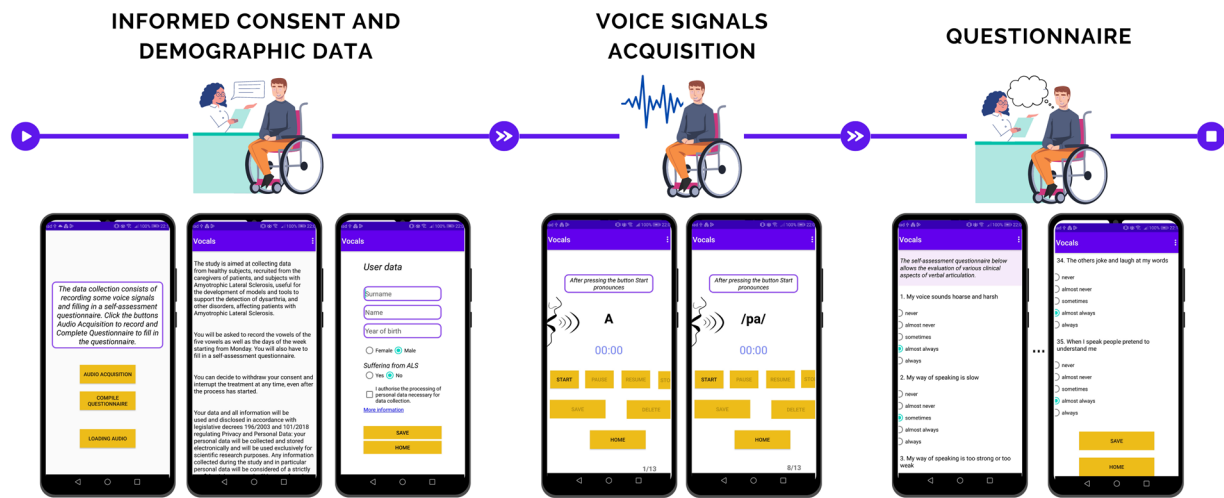 INFORMED CONSENT AND
DEMOGRAPHIC DATA
VOICE SIGNALS
ACQUISITION
QUESTIONNAIRE
The data collection consists of
recording some voice signals
and filling in a self-assessment
questionnaire. Click the buttons
Audio Acquisition to record and
Complete Questionnaire to fill in
the questionnaire.
AUDIO ACQUISITION
COMPILE
QUESTIONNAIRE
LOADING AUDIO
Vocals
The study is aimed at collecting data
from healthy subjects, recruited from the
caregivers of patients, and subjects with
Amyotrophic Lateral Sclerosis, useful for
the development of models and tools to
support the detection of dysarthria, and
other disorders, affecting patients with
Amyotrophic Lateral Sclerosis.
You will be asked to record the vowels of the
five vowels as well as the days of the week
starting from Monday. You will also have to
fill in a self-assessment questionnaire.
You can decide to withdraw your consent and
interrupt the treatment at any time, even after
the process has started.
Your data and all information will be
used and disclosed in accordance with
legislative decrees 196/2003 and 101/2018
regulating Privacy and Personal Data: your
personal data will be collected and stored
electronically and will be used exclusively for
scientific research purposes. Any information
collected during the study and in particular
personal data will be considered of a strictly
Vocals
User data
Surname
Name
Year of birth
Female Male
Suffering from ALS
Yes No
I authorise the processing of
personal data necessary for
data collection.
More information
SAVE
HOME
Vocals
After pressing the button Start
pronounces
A
00:00
START PAUSE RESUME STO
SAVE DELETE
HOME
1/13
Vocals
After pressing the button Start
pronounces
/pa/
00:00
START PAUSE RESUME STO
SAVE DELETE
HOME
8/13
Vocals
The self-assessment questionnaire below
allows the evaluation of various clinical
aspects of verbal articulation.
1. My voice sounds hoarse and harsh
never
almost never
sometimes
almost always
always
2. My way of speaking is slow
never
almost never
sometimes
almost always
always
3. My way of speaking is too strong or too
weak
...
Vocals
34. The others joke and laugh at my words
never
almost never
sometimes
almost always
always
35. When I speak people pretend to
understand me
never
almost never
sometimes
almost always
always
SAVE
HOME